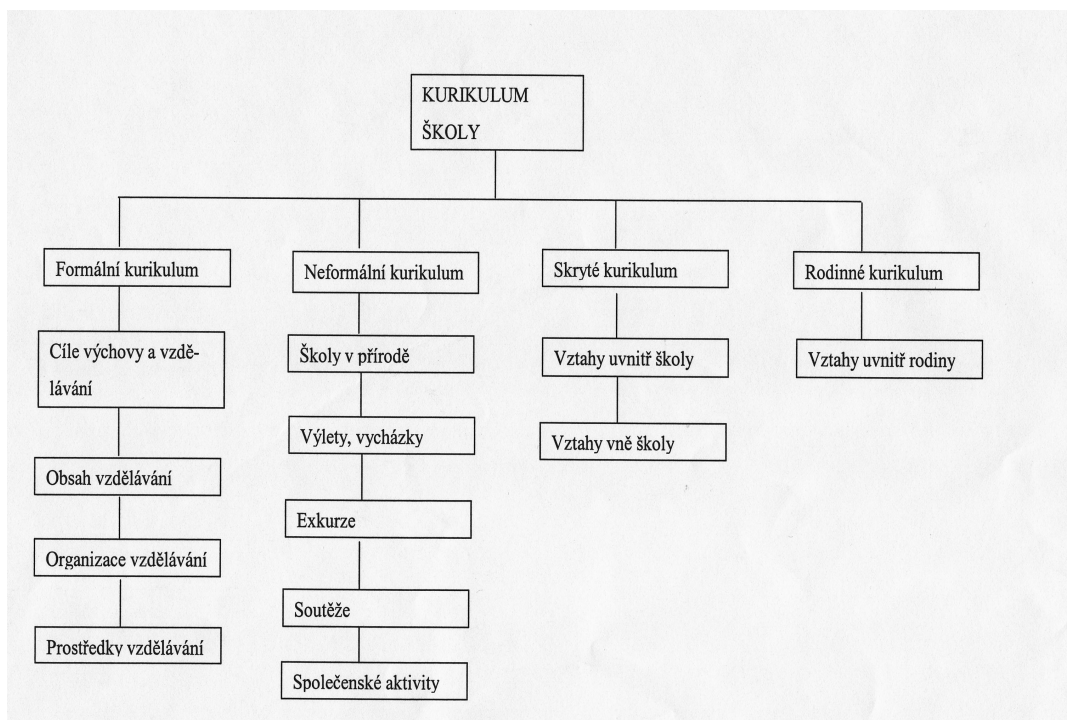 KURIKULUM
ŠKOLY
Formální kurikulum
Neformální kurikulum
Skryté kurikulum
Rodinné kurikulum
Cíle výchovy a vzdě-
lávání
Školy v přírodě
Vztahy uvnitř školy
Vztahy uvnitř rodiny
Výlety, vycházky
Vztahy vně školy
Obsah vzdělávání
Exkurze
Organizace vzdělávání
Soutěže
Prostředky vzdělávání
Společenské aktivity